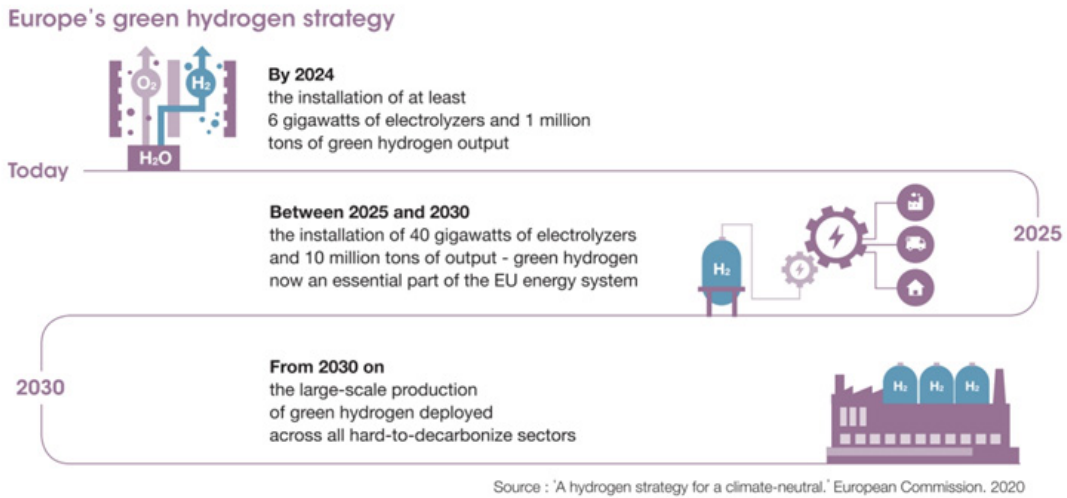 Europe's green hydrogen strategy
O₂
H₂
H₂O
By 2024
the installation of at least
6 gigawatts of electrolyzers and 1 million
tons of green hydrogen output
Today
Between 2025 and 2030
the installation of 40 gigawatts of electrolyzers
and 10 million tons of output - green hydrogen
now an essential part of the EU energy system
H₂
2025
2030
From 2030 on
the large-scale production
of green hydrogen deployed
across all hard-to-decarbonize sectors
H₂ H₂ H₂
Source : 'A hydrogen strategy for a climate-neutral.' European Commission. 2020